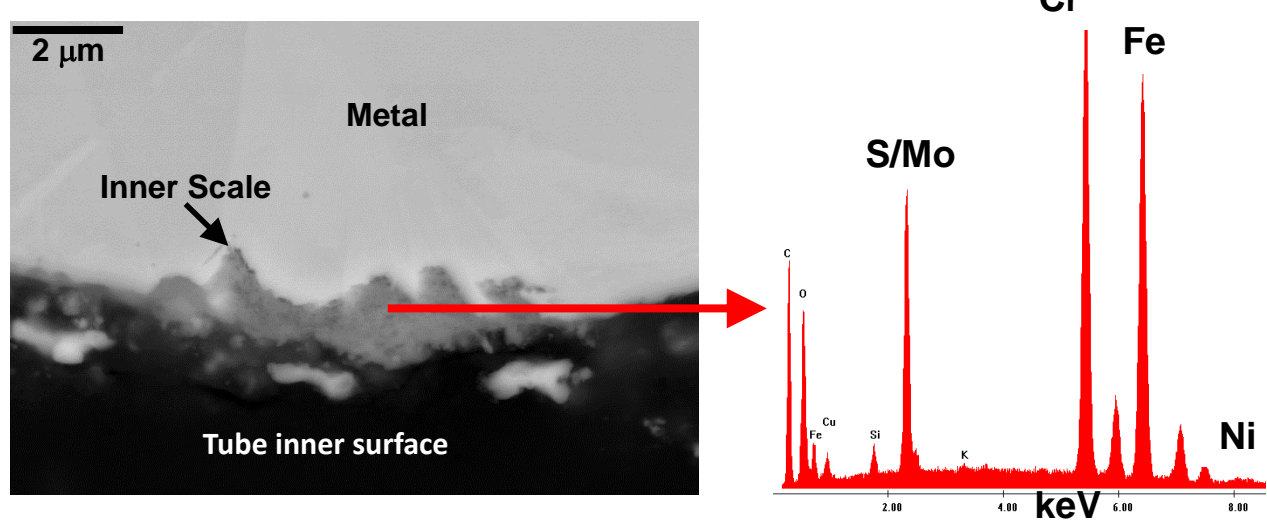 2 μm
Metal
Inner Scale
Tube inner surface
Cr
Fe
S/Mo
C
O
Fe
Cu
Si
K
Ni
2.00
4.00
keV
6.00
8.00